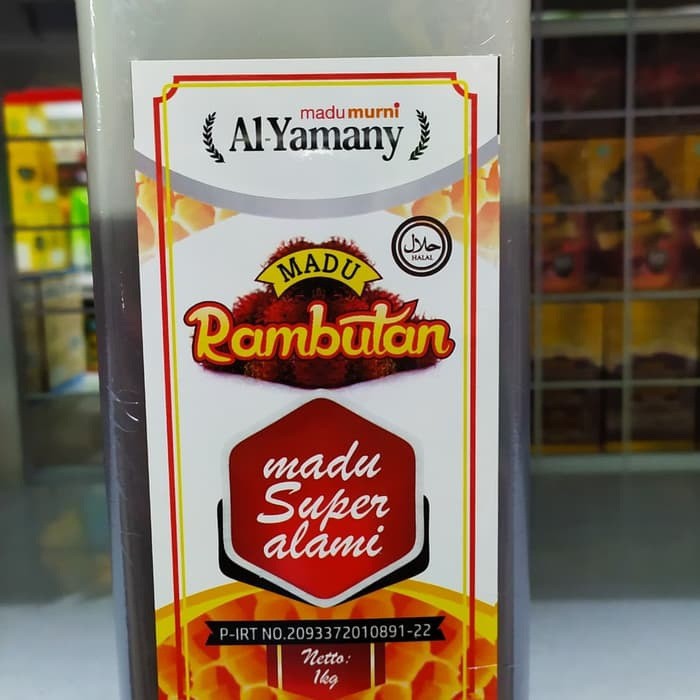 madu murni
Al-Yamany
حلال
HALAL
MADU
Rambutan
madu
Super
alami
P-IRT NO.2093372010891-22
Netto:
1kg